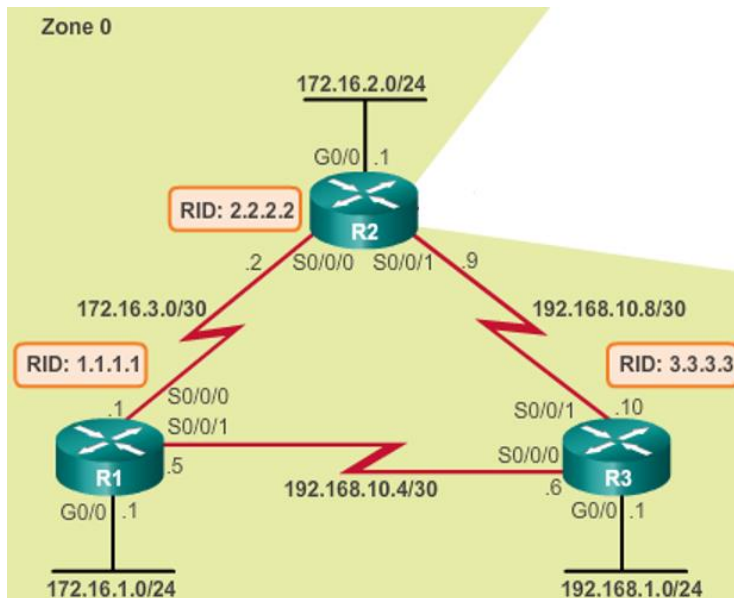 Zone 0
172.16.2.0/24
G0/0 .1
RID: 2.2.2.2
R2
.2 S0/0/0 S0/0/1 .9
172.16.3.0/30
192.168.10.8/30
RID: 1.1.1.1
RID: 3.3.3.3
.1 S0/0/0
S0/0/1 .10
S0/0/1
S0/0/0
R1 .5
192.168.10.4/30
.6 R3
G0/0 .1
G0/0 .1
172.16.1.0/24
192.168.1.0/24